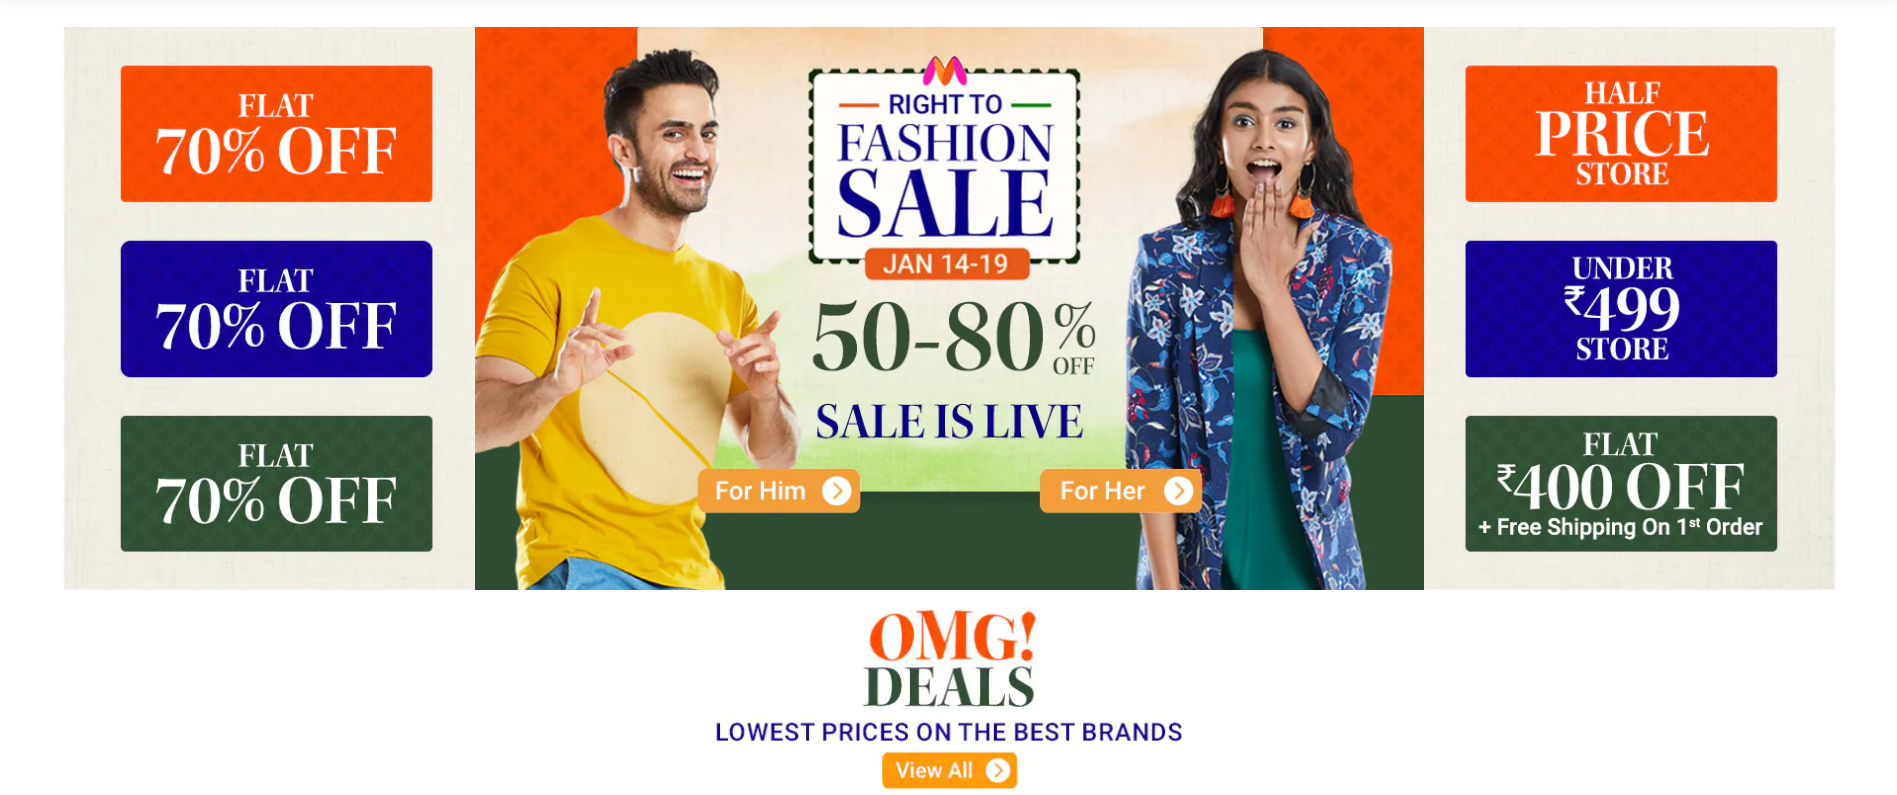 FLAT
70% OFF
FLAT
70% OFF
FLAT
70% OFF
RIGHT TO
FASHION
SALE
JAN 14-19
50-80%
OFF
SALE IS LIVE
For Him
For Her
HALF
PRICE
STORE
UNDER
₹499
STORE
FLAT
₹400 OFF
+ Free Shipping On 1st Order
OMG!
DEALS
LOWEST PRICES ON THE BEST BRANDS
View All